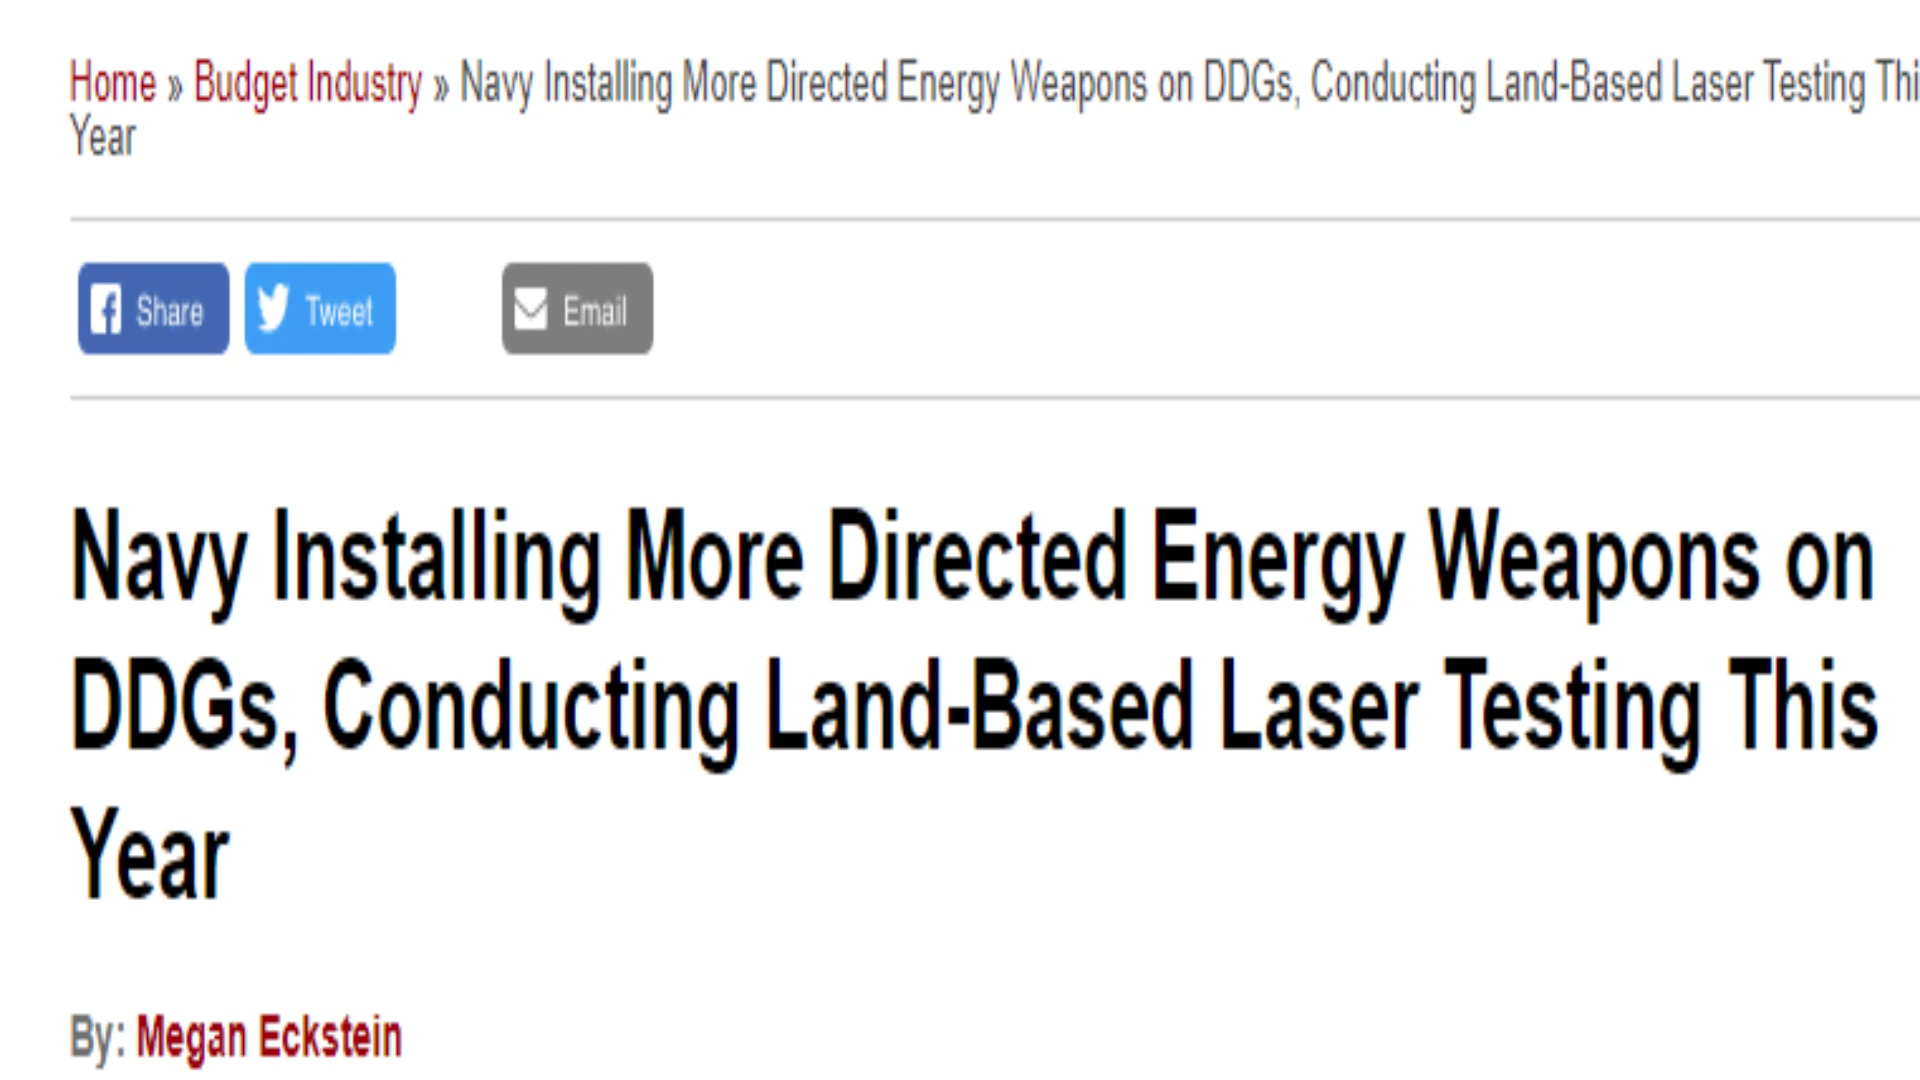 Home » Budget Industry » Navy Installing More Directed Energy Weapons on DDGs, Conducting Land-Based Laser Testing Thi
Year
Share Tweet Email
Navy Installing More Directed Energy Weapons on
DDGs, Conducting Land-Based Laser Testing This
Year
By: Megan Eckstein